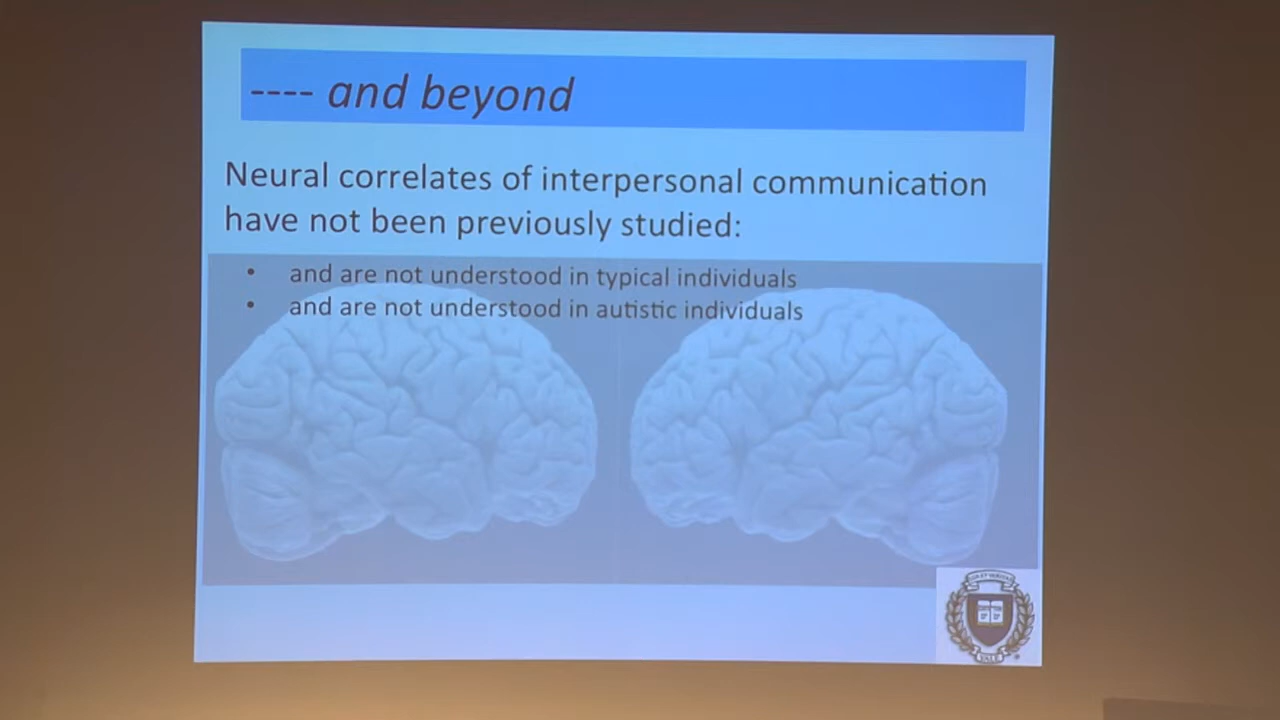 ---- and beyond
Neural correlates of interpersonal communication
have not been previously studied:
• and are not understood in typical individuals
• and are not understood in autistic individuals
YALE